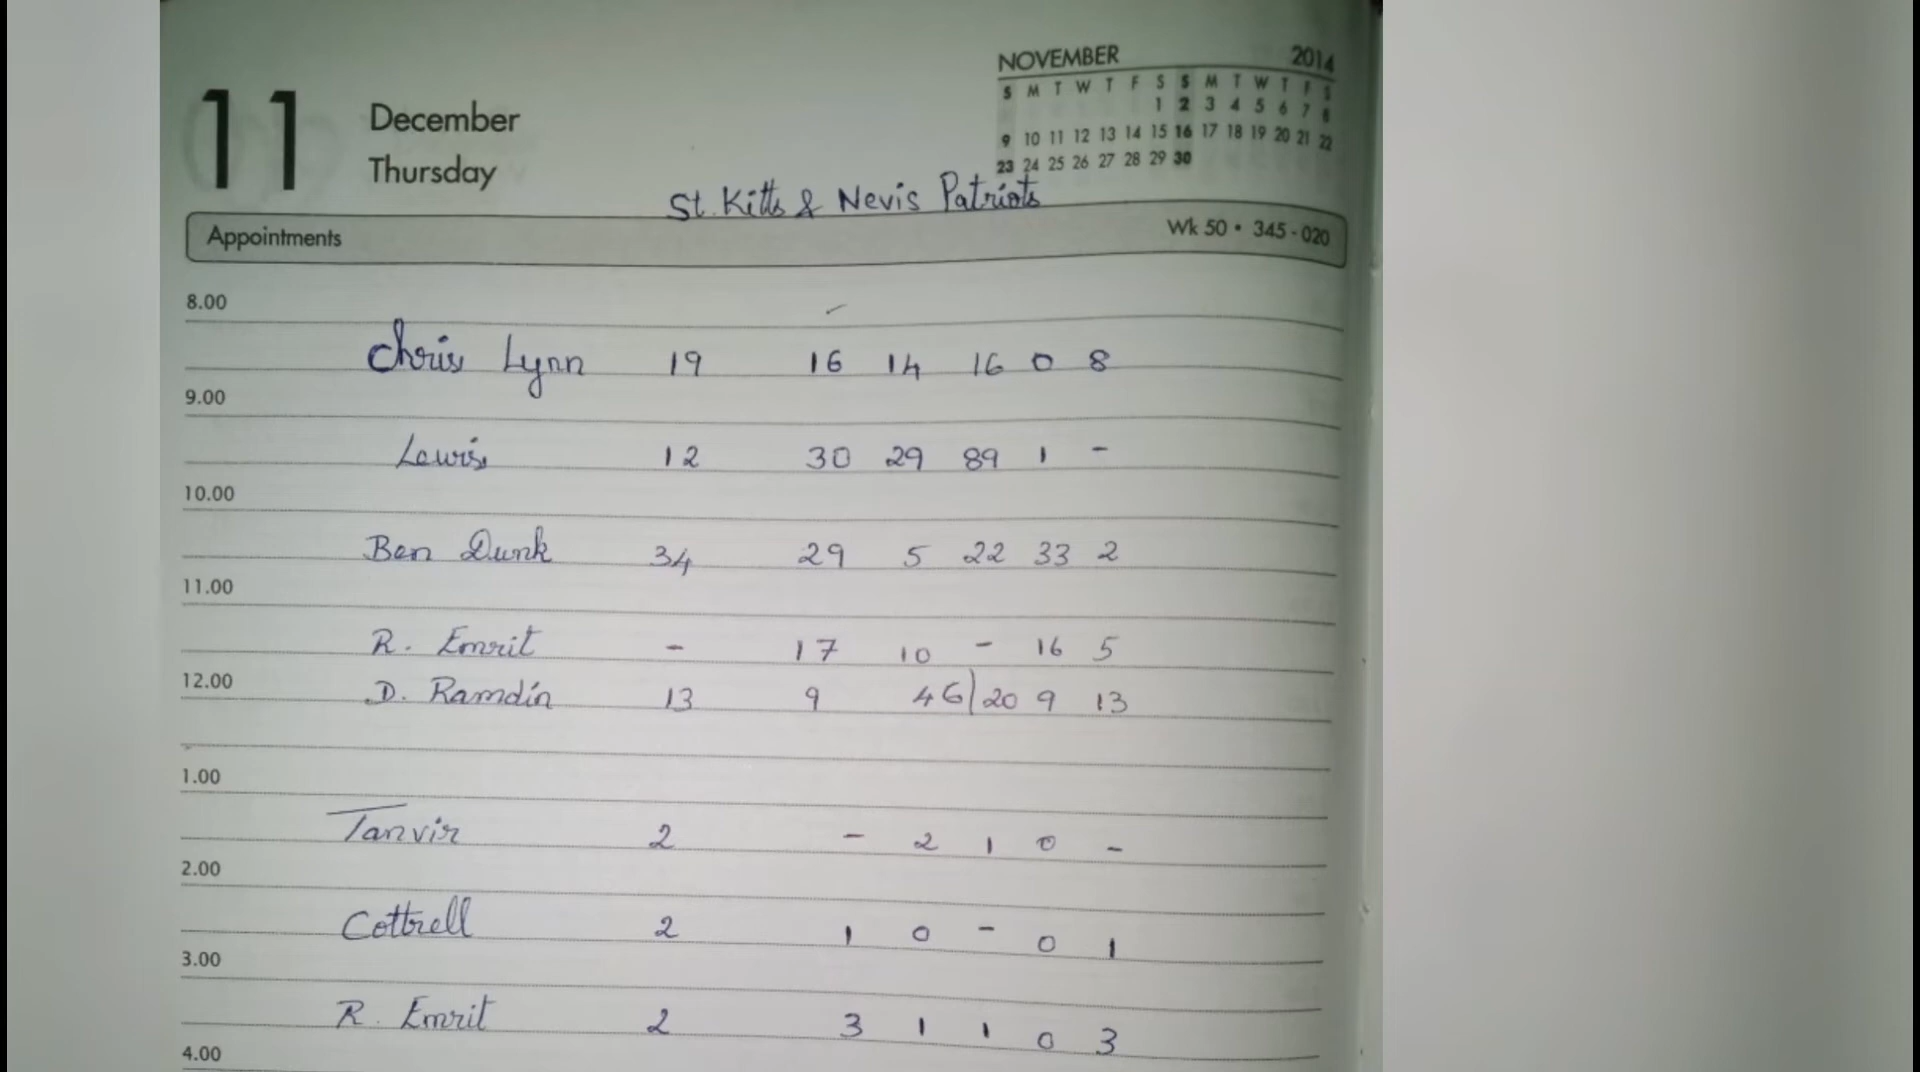 NOVEMBER 2014
S M T W T F S S M T W T F S
1 2 3 4 5 6 7 8
9 10 11 12 13 14 15 16 17 18 19 20 21 22
23 24 25 26 27 28 29 30
11 December
Thursday
St. Kitts & Nevis Patriots
Appointments Wk 50 • 345 - 020
8.00
Chris Lynn 19 16 14 16 0 8
9.00
Lewis 12 30 29 89 1 -
10.00
Ben Dunk 34 29 5 22 33 2
11.00
R. Emrit - 17 10 - 16 5
12.00 D. Ramdin 13 9 46 | 20 9 13
1.00
Tanvir 2 - 2 1 0 -
2.00
Cottrell 2 1 0 - 0 1
3.00
R. Emrit 2 3 1 1 0 3
4.00